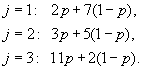 j = 1: 2p + 7(1 − p),
j = 2: 3p + 5(1 − p),
j = 3: 11p + 2(1 − p).